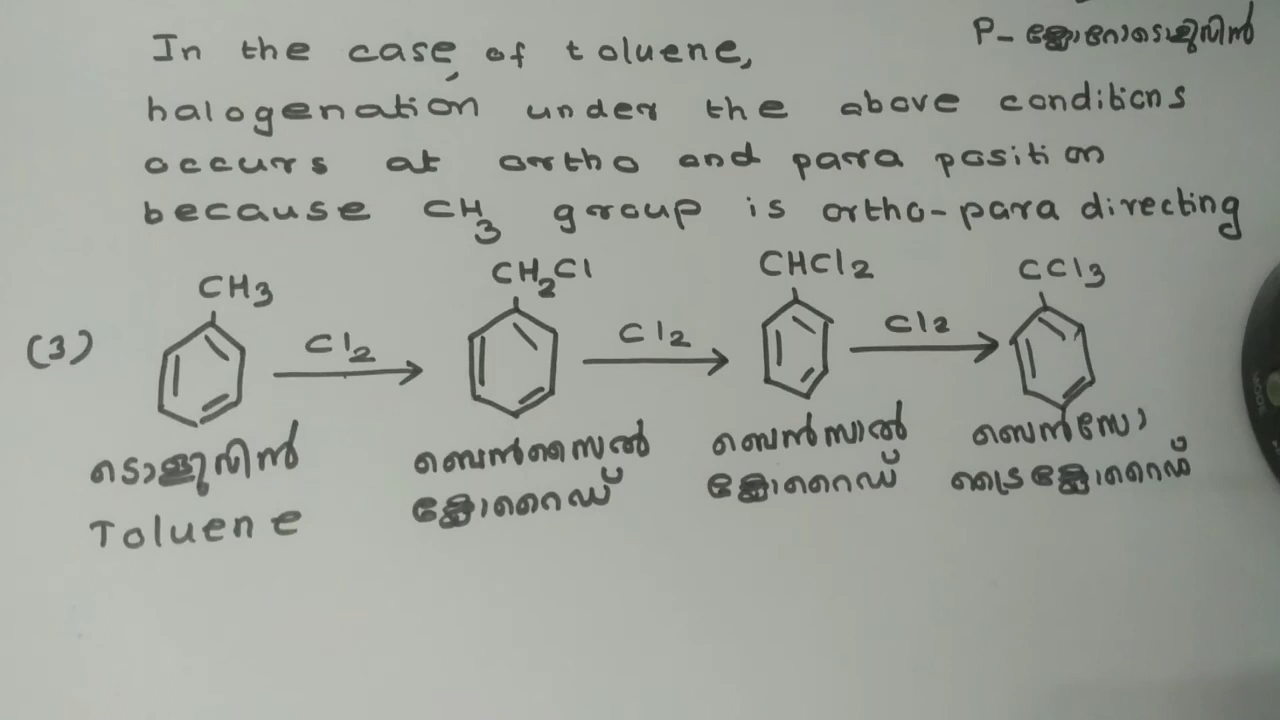 P- ക്ലോറോടൊളുവിൻ
In the case, of toluene,
halogenation under the above conditions
occurs at ortho and para position
because CH3 group is ortho-para directing
CH3 CH2Cl CHCl2 CCl3
(3) Cl2 Cl2 Cl2
ടൊളുവിൻ ബെൻസൈൽ ബെൻസാൽ ബെൻസോ
ക്ലോറൈഡ് ക്ലോറൈഡ് ട്രൈക്ലോറൈഡ്
Toluene